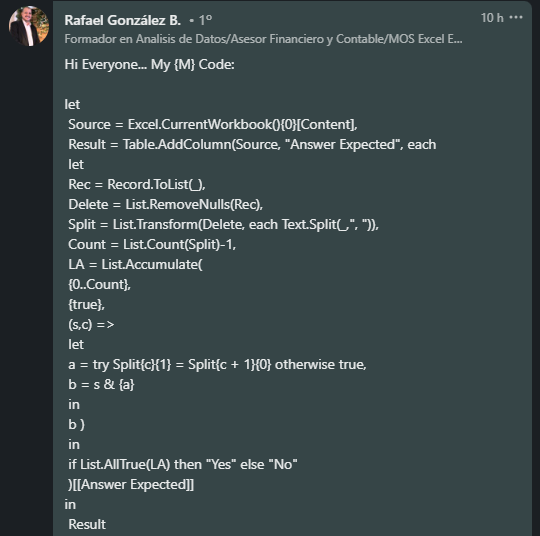 Rafael González B. • 1º
10 h •••
Formador en Analisis de Datos/Asesor Financiero y Contable/MOS Excel E...
Hi Everyone... My {M} Code:
let
Source = Excel.CurrentWorkbook(){0}[Content],
Result = Table.AddColumn(Source, "Answer Expected", each
let
Rec = Record.ToList(_),
Delete = List.RemoveNulls(Rec),
Split = List.Transform(Delete, each Text.Split(_,", ")),
Count = List.Count(Split)-1,
LA = List.Accumulate(
{0..Count},
{true},
(s,c) =>
let
a = try Split{c}{1} = Split{c + 1}{0} otherwise true,
b = s & {a}
in
b )
in
if List.AllTrue(LA) then "Yes" else "No"
)[[Answer Expected]]
in
Result